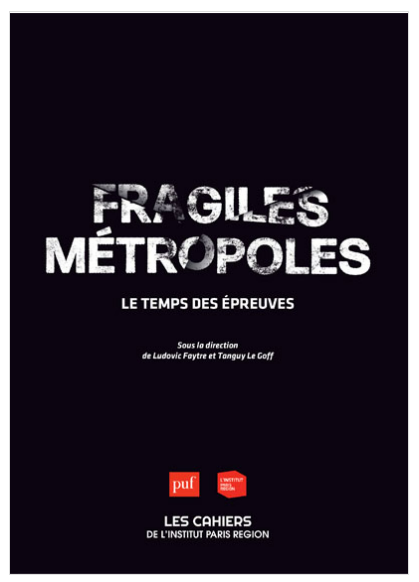 FRAGILES
MÉTROPOLES
LE TEMPS DES ÉPREUVES
Sous la direction
de Ludovic Faytre et Tanguy Le Goff
puf
L'INSTITUT
PARIS
REGION
LES CAHIERS
DE L'INSTITUT PARIS REGION